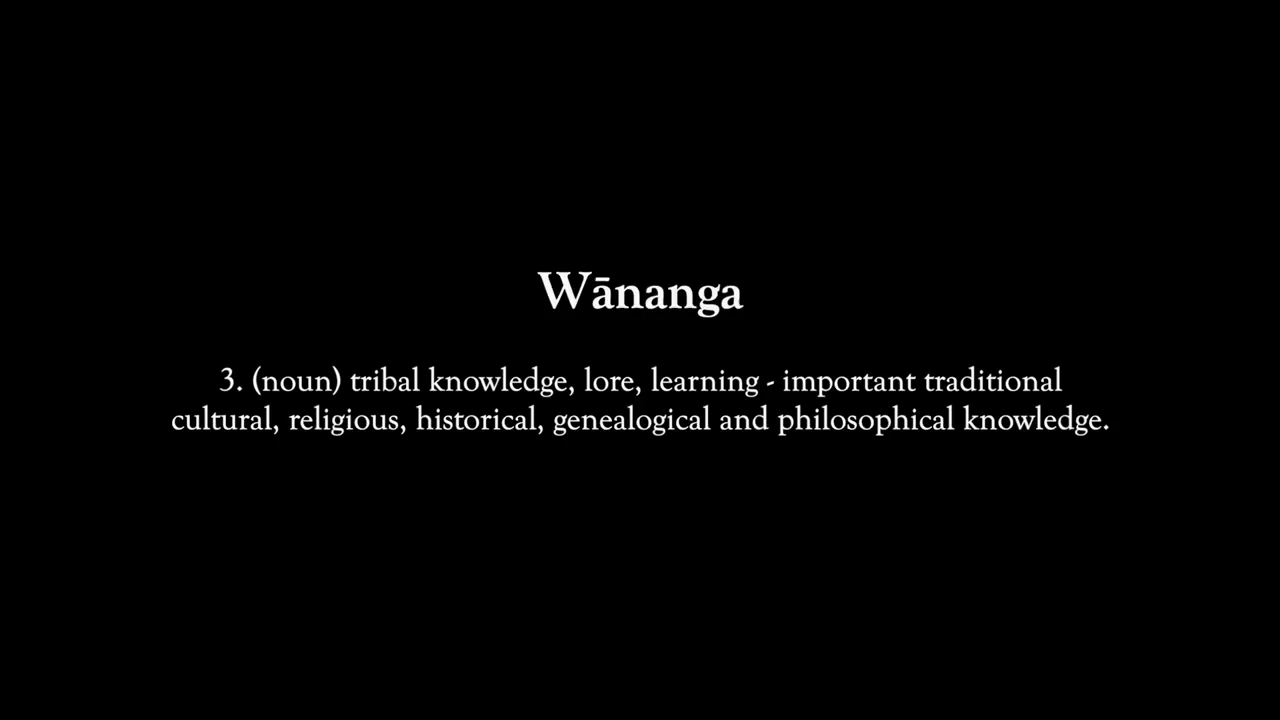 Wānanga
3. (noun) tribal knowledge, lore, learning - important traditional
cultural, religious, historical, genealogical and philosophical knowledge.